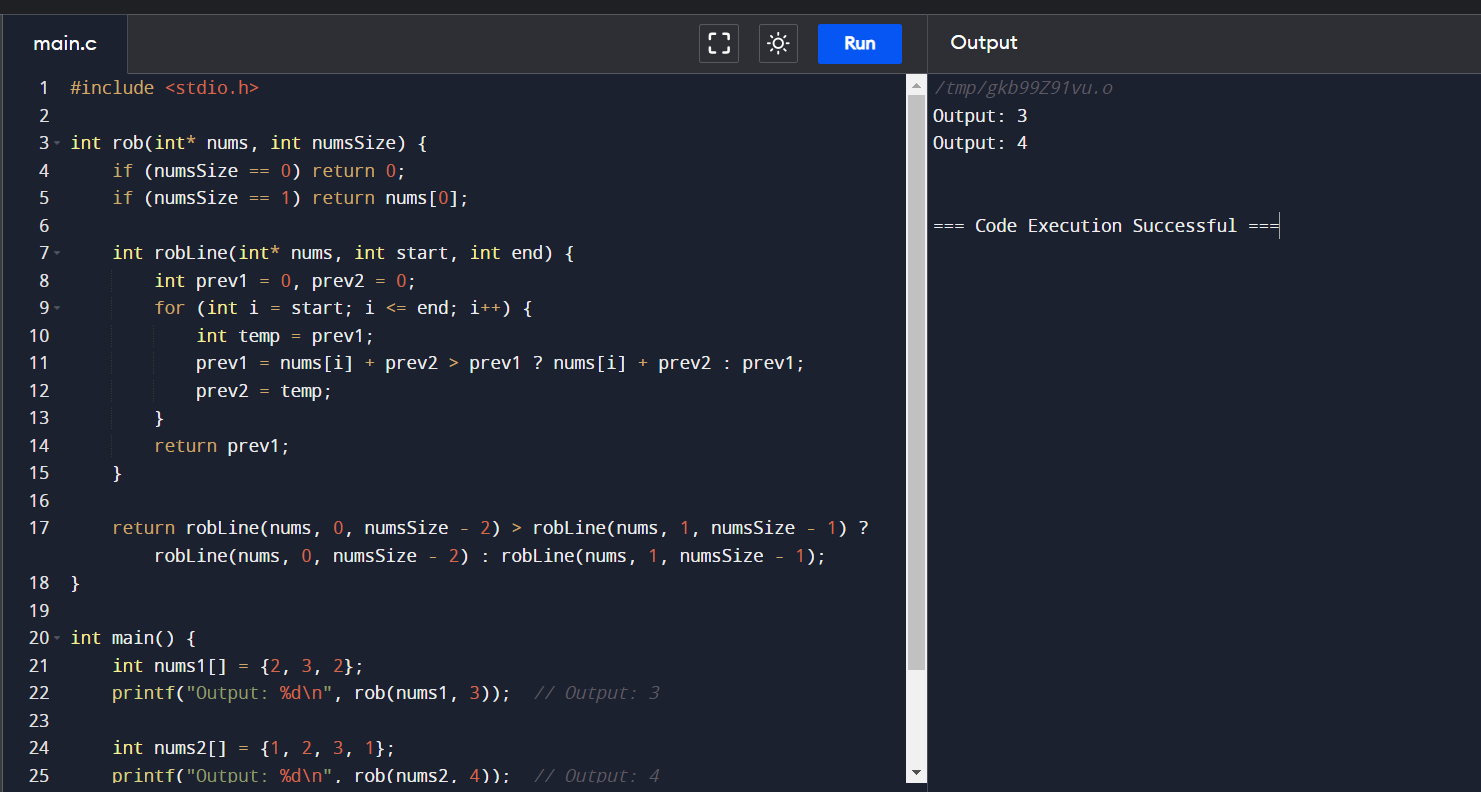 main.c
Run
Output
1 #include <stdio.h>
2
3 int rob(int* nums, int numsSize) {
4     if (numsSize == 0) return 0;
5     if (numsSize == 1) return nums[0];
6
7     int robLine(int* nums, int start, int end) {
8         int prev1 = 0, prev2 = 0;
9         for (int i = start; i <= end; i++) {
10             int temp = prev1;
11             prev1 = nums[i] + prev2 > prev1 ? nums[i] + prev2 : prev1;
12             prev2 = temp;
13         }
14         return prev1;
15     }
16
17     return robLine(nums, 0, numsSize - 2) > robLine(nums, 1, numsSize - 1) ?
        robLine(nums, 0, numsSize - 2) : robLine(nums, 1, numsSize - 1);
18 }
19
20 int main() {
21     int nums1[] = {2, 3, 2};
22     printf("Output: %d\n", rob(nums1, 3));  // Output: 3
23
24     int nums2[] = {1, 2, 3, 1};
25     printf("Output: %d\n", rob(nums2, 4));  // Output: 4
/tmp/gkb99Z91vu.o
Output: 3
Output: 4
=== Code Execution Successful ===